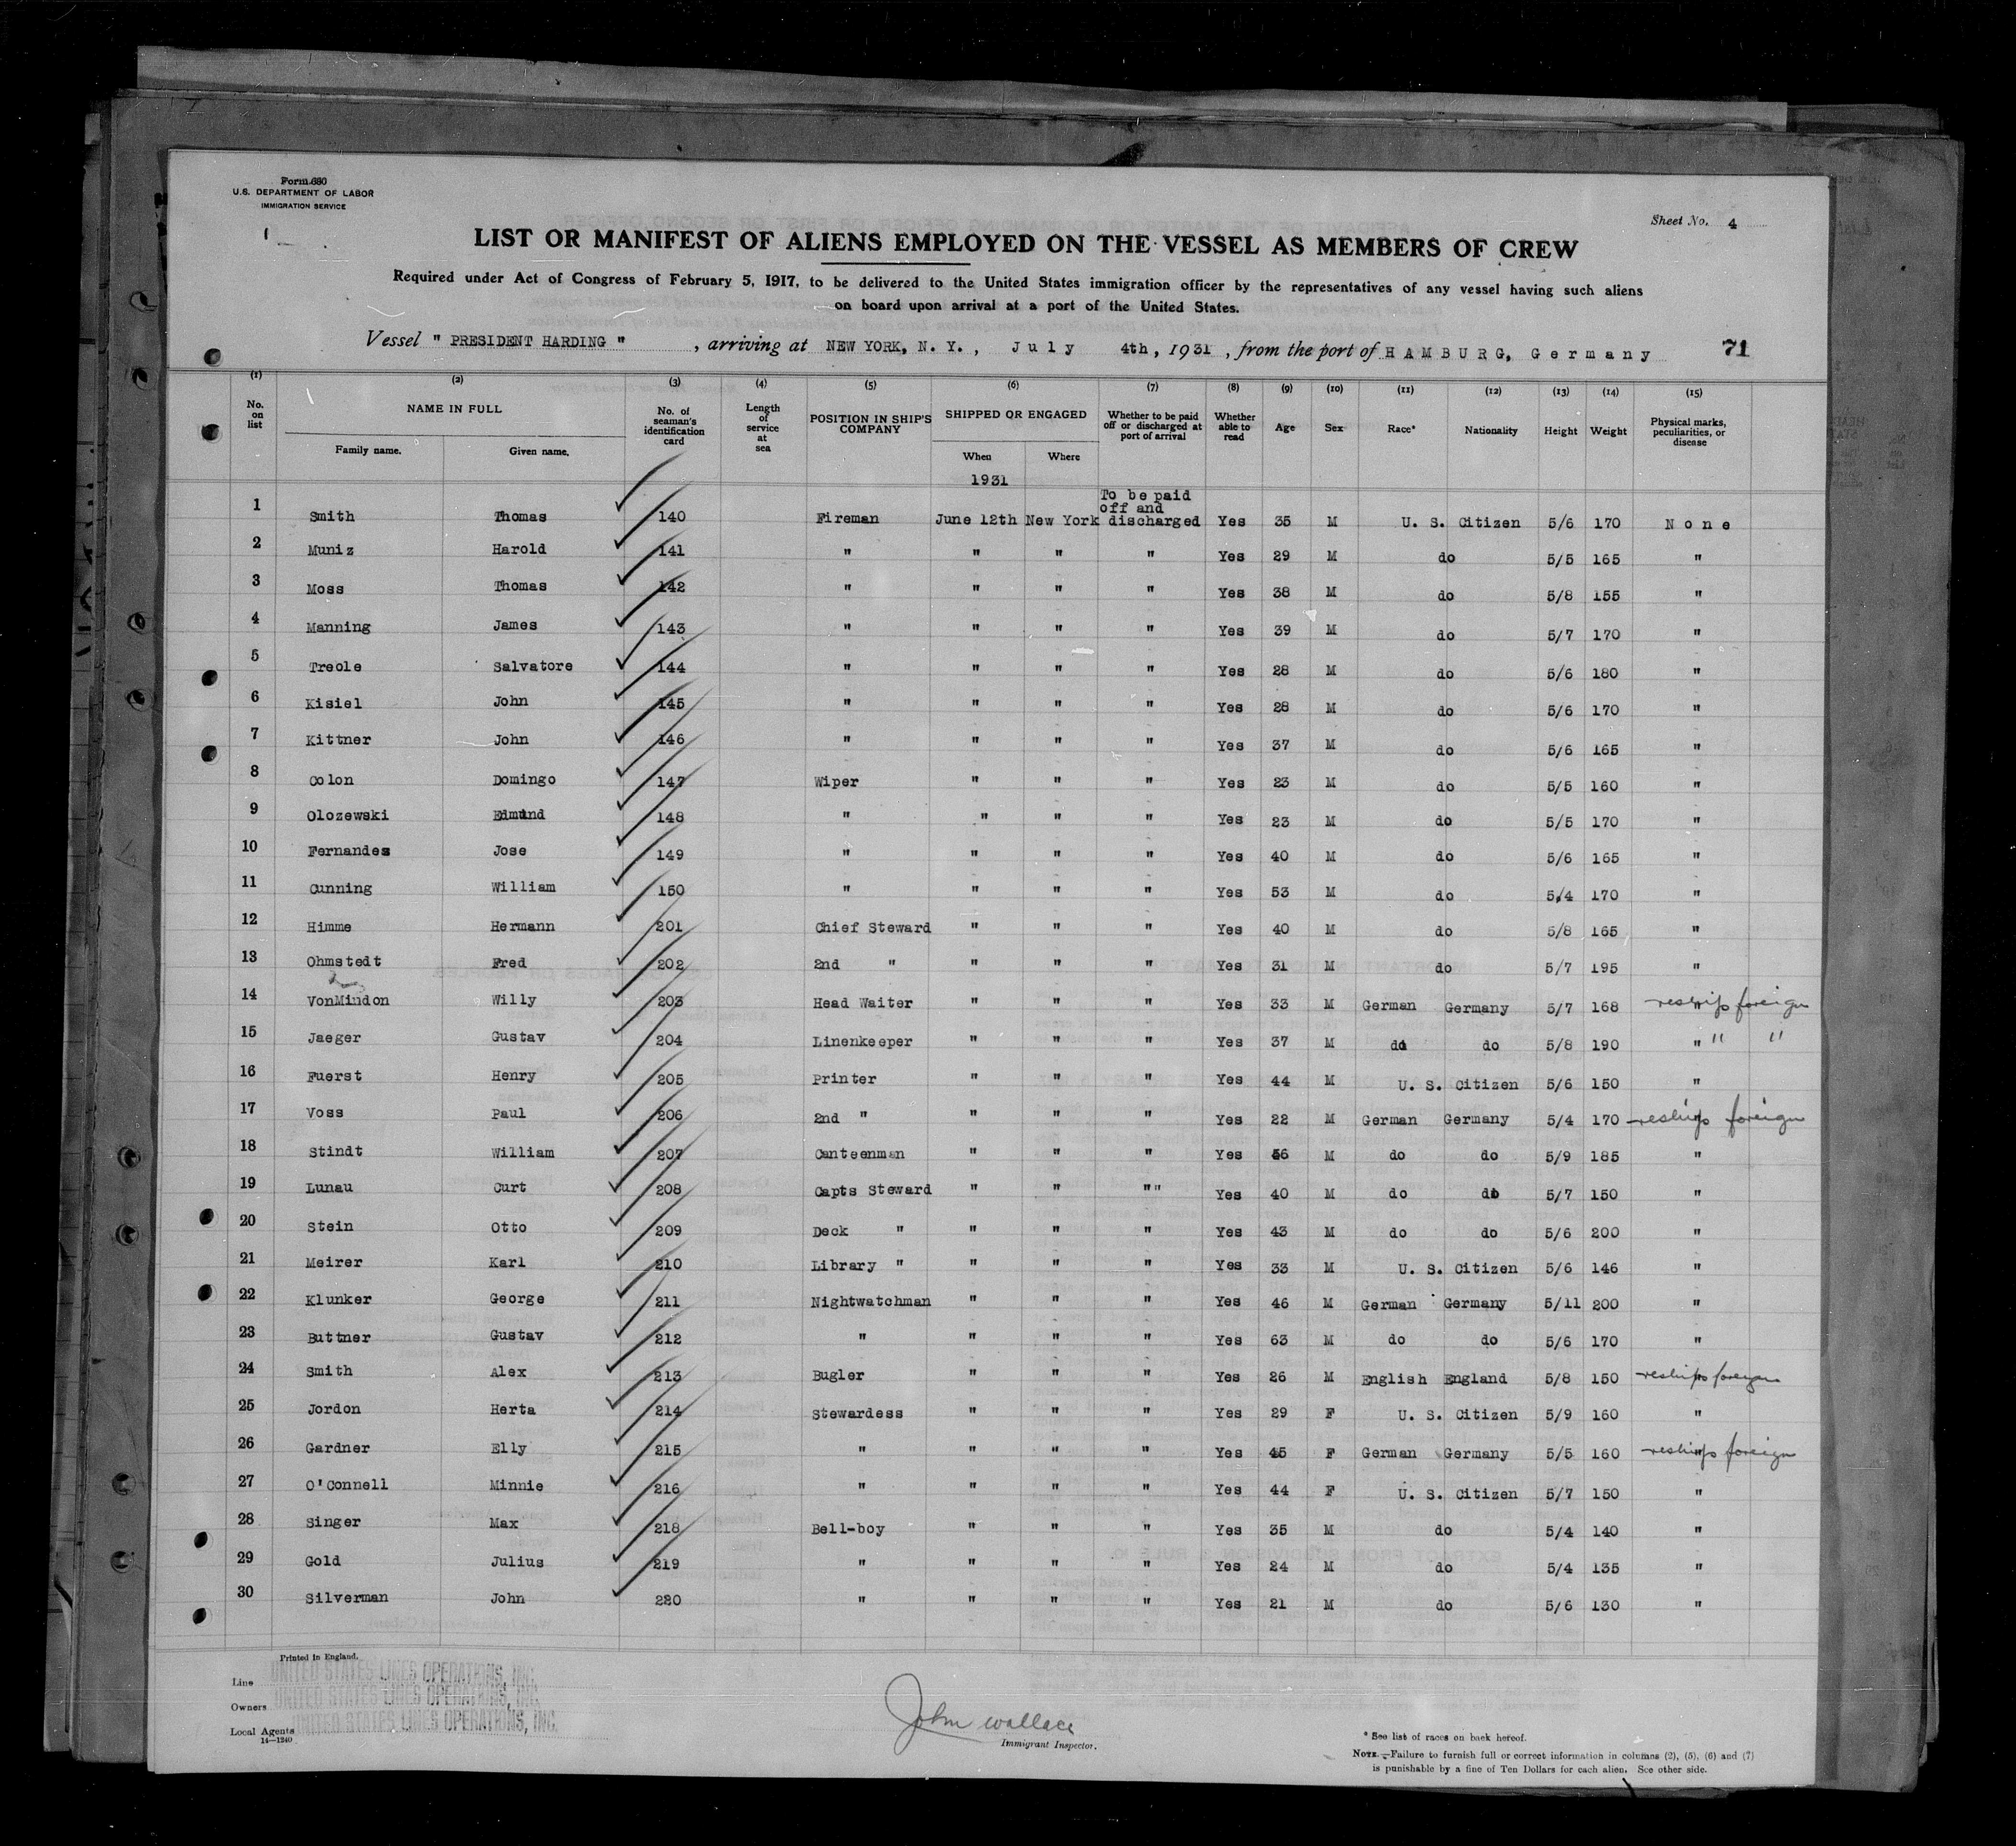 Form 680
U.S. DEPARTMENT OF LABOR
IMMIGRATION SERVICE
Sheet No. 4
LIST OR MANIFEST OF ALIENS EMPLOYED ON THE VESSEL AS MEMBERS OF CREW
Required under Act of Congress of February 5, 1917, to be delivered to the United States immigration officer by the representatives of any vessel having such aliens
on board upon arrival at a port of the United States.
Vessel " PRESIDENT HARDING ", arriving at NEW YORK, N. Y., July 4th, 1931, from the port of HAMBURG, Germany 71
(1) (2) (3) (4) (5) (6) (7) (8) (9) (10) (11) (12) (13) (14) (15)
No. on list NAME IN FULL Family name. Given name. No. of seaman's identification card Length of service at sea POSITION IN SHIP'S COMPANY SHIPPED OR ENGAGED When Where Whether to be paid off or discharged at port of arrival Whether able to read Age Sex Race* Nationality Height Weight Physical marks, peculiarities, or disease
1931
1 Smith Thomas 140 Fireman June 12th New York To be paid off and discharged Yes 35 M U. S. Citizen 5/6 170 None
2 Muniz Harold 141 " " " " Yes 29 M do 5/5 165 "
3 Moss Thomas 142 " " " " Yes 38 M do 5/8 155 "
4 Manning James 143 " " " " Yes 39 M do 5/7 170 "
5 Treole Salvatore 144 " " " " Yes 28 M do 5/6 180 "
6 Kisiel John 145 " " " " Yes 28 M do 5/6 170 "
7 Kittner John 146 " " " " Yes 37 M do 5/6 165 "
8 Colon Domingo 147 Wiper " " " Yes 23 M do 5/5 160 "
9 Olozewski Edmund 148 " " " " Yes 23 M do 5/5 170 "
10 Fernandes Jose 149 " " " " Yes 40 M do 5/6 165 "
11 Cunning William 150 " " " " Yes 53 M do 5/4 170 "
12 Himme Hermann 201 Chief Steward " " " Yes 40 M do 5/8 165 "
13 Ohmstedt Fred 202 2nd " " " " Yes 31 M do 5/7 195 "
14 VonMindon Willy 203 Head Waiter " " " Yes 33 M German Germany 5/7 168 " reships foreign
15 Jaeger Gustav 204 Linenkeeper " " " Yes 37 M do do 5/8 190 " " "
16 Fuerst Henry 205 Printer " " " Yes 44 M U. S. Citizen 5/6 150 "
17 Voss Paul 206 2nd " " " " Yes 22 M German Germany 5/4 170 " reships foreign
18 Stindt William 207 Canteenman " " " Yes 56 M do do 5/9 185 "
19 Lunau Curt 208 Capts Steward " " "" Yes 40 M do do 5/7 150 "
20 Stein Otto 209 Deck " " " " Yes 43 M do do 5/6 200 "
21 Meirer Karl 210 Library " " " " Yes 33 M U. S. Citizen 5/6 146 "
22 Klunker George 211 Nightwatchman " " " Yes 46 M German Germany 5/11 200 "
23 Buttner Gustav 212 " " " " Yes 63 M do do 5/6 170 "
24 Smith Alex 213 Bugler " " " Yes 26 M English England 5/8 150 " reships foreign
25 Jordon Herta 214 Stewardess " " " Yes 29 F U. S. Citizen 5/9 160 "
26 Gardner Elly 215 " " " " Yes 45 F German Germany 5/5 160 " reships foreign
27 O'Connell Minnie 216 " " " " Yes 44 F U. S. Citizen 5/7 150 "
28 Singer Max 218 Bell-boy " " " Yes 35 M do 5/4 140 "
29 Gold Julius 219 " " " " Yes 24 M do 5/4 135 "
30 Silverman John 220 " " " " Yes 21 M do 5/6 130 "
Printed in England.
Line UNITED STATES LINES OPERATIONS, INC.
Owners UNITED STATES LINES OPERATIONS, INC.
Local Agents UNITED STATES LINES OPERATIONS, INC.
14—1240
John Wallace
Immigrant Inspector.
* See list of races on back hereof.
NOTE.—Failure to furnish full or correct information in columns (2), (5), (6) and (7)
is punishable by a fine of Ten Dollars for each alien. See other side.